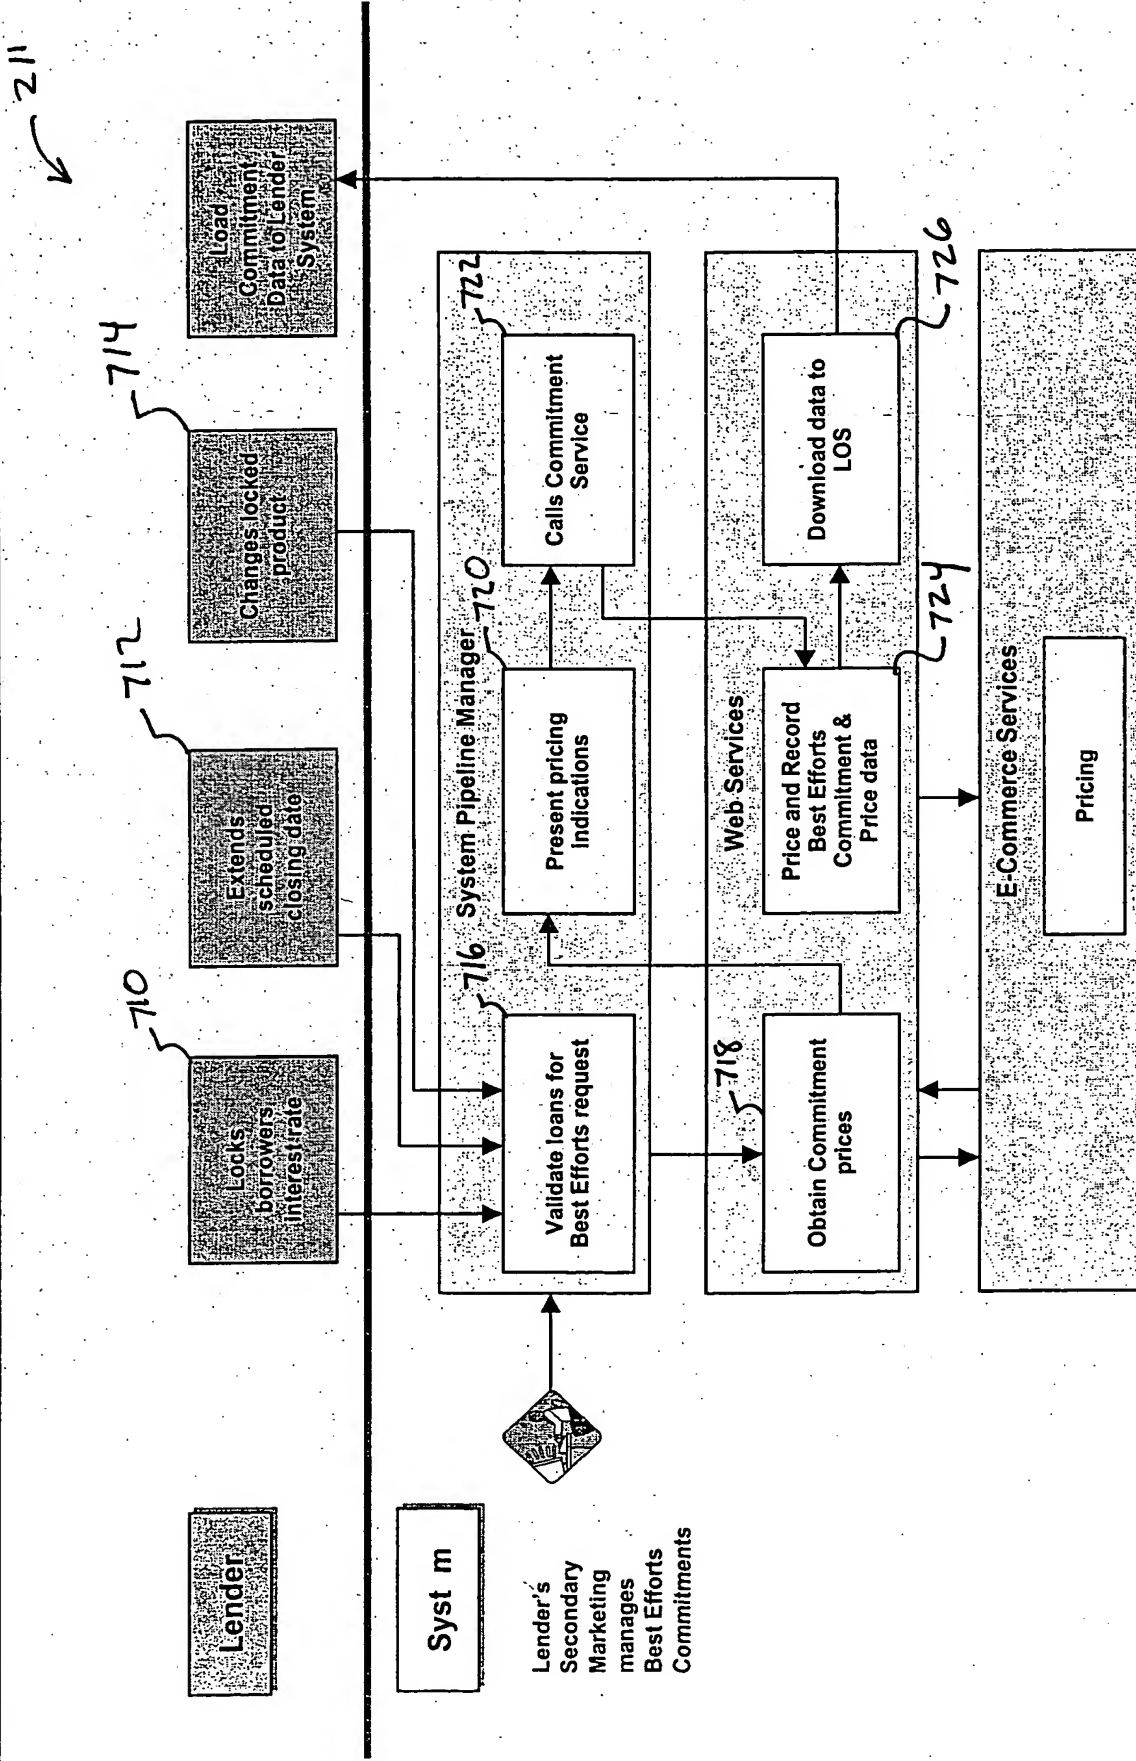 211
Lender
710
Locks
borrowers
interest rate
712
Extends
scheduled
closing date
714
Changes locked
product
Load
Commitment
Data to Lender
System
Syst m
Lender's
Secondary
Marketing
manages
Best Efforts
Commitments
716
System Pipeline Manager
720
722
Validate loans for
Best Efforts request
Present pricing
Indications
Calls Commitment
Service
718
Web Services
Obtain Commitment
prices
Price and Record
Best Efforts
Commitment &
Price data
724
Download data to
LOS
726
E-Commerce Services
Pricing